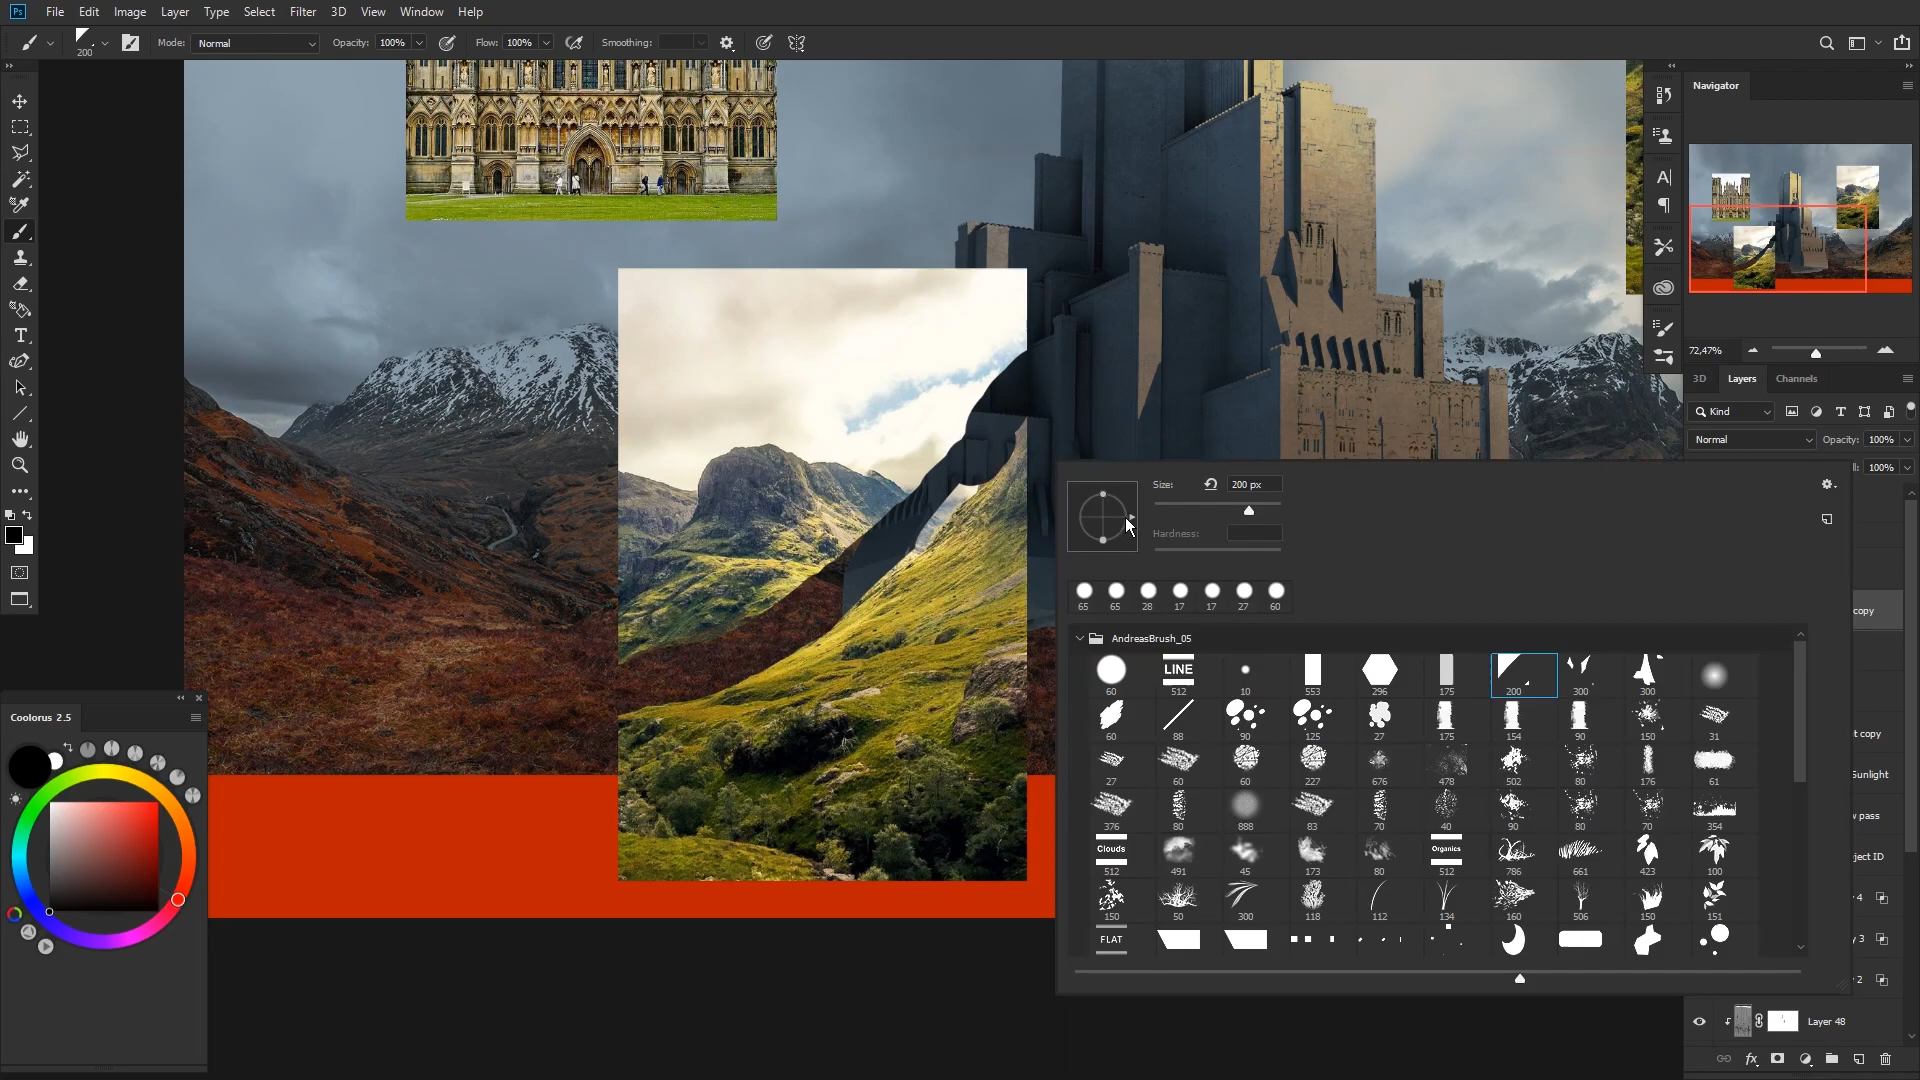 Ps File Edit Image Layer Type Select Filter 3D View Window Help
200 Mode: Normal Opacity: 100% Flow: 100% Smoothing:
Navigator
72,47%
3D Layers Channels
Kind
Normal Opacity: 100%
100%
Size: 200 px
Hardness:
65 65 28 17 17 27 60
AndreasBrush_05
LINE
60 512 10 553 296 175 200 300 300
60 88 90 125 27 175 154 90 150 31
27 60 60 227 676 478 502 80 176 61
376 80 888 83 70 40 90 80 70 354
Clouds Organics
512 491 45 173 80 512 786 661 423 100
150 50 300 118 112 134 160 506 150 151
FLAT
copy
t copy
Sunlight
pass
ject ID
4
3
2
Layer 48
Coolorus 2.5